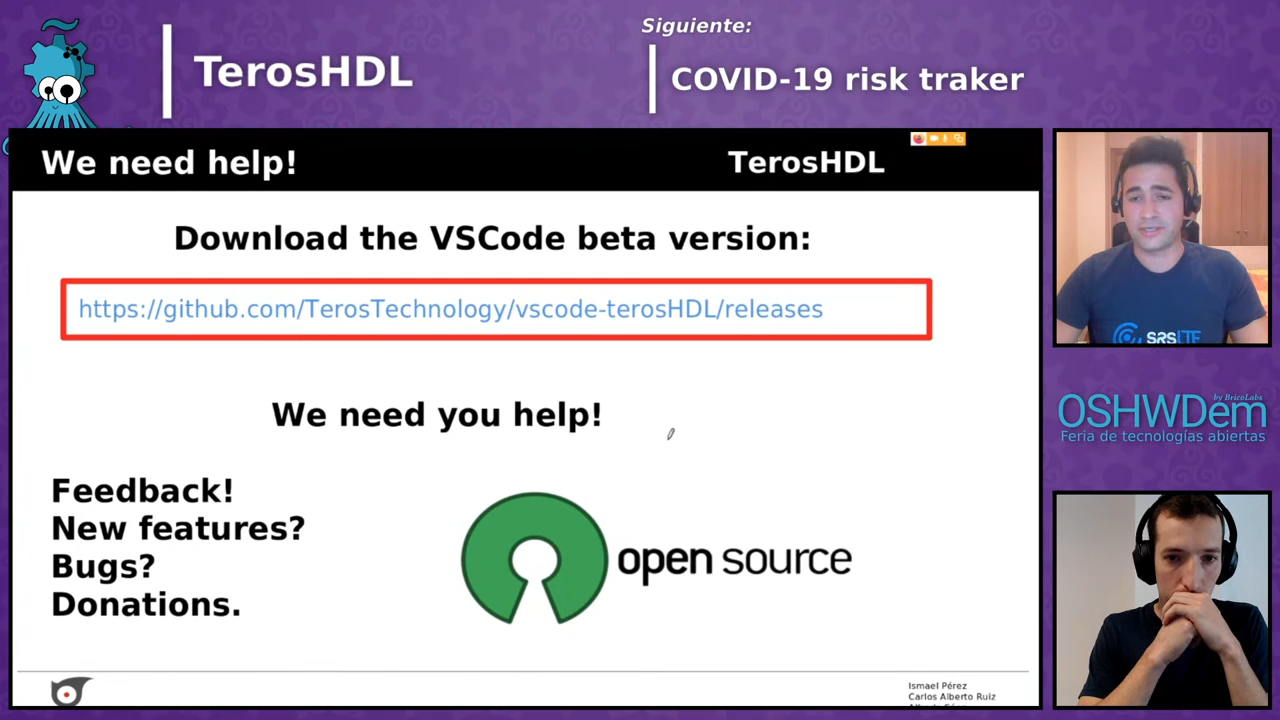 TerosHDL
Siguiente:
COVID-19 risk traker
We need help!
TerosHDL
Download the VSCode beta version:
https://github.com/TerosTechnology/vscode-terosHDL/releases
We need you help!
Feedback!
New features?
Bugs?
Donations.
open source
Ismael Pérez
Carlos Alberto Ruiz
SRSLTE
by BricoLabs
OSHWDem
Feria de tecnologías abiertas